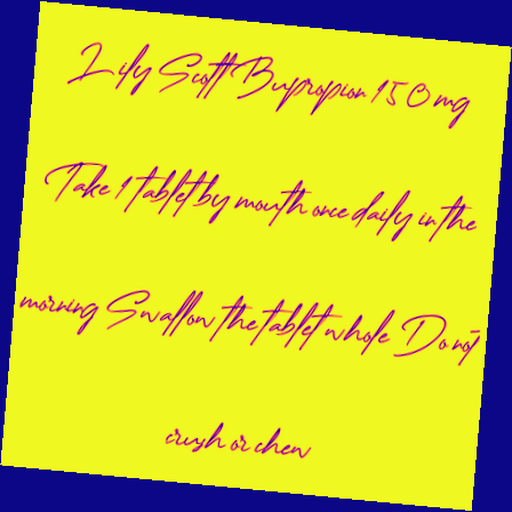 Lily Scott Bupropion 150 mg
Take 1 tablet by mouth once daily in the
morning Swallow the tablet whole Do not
crush or chew